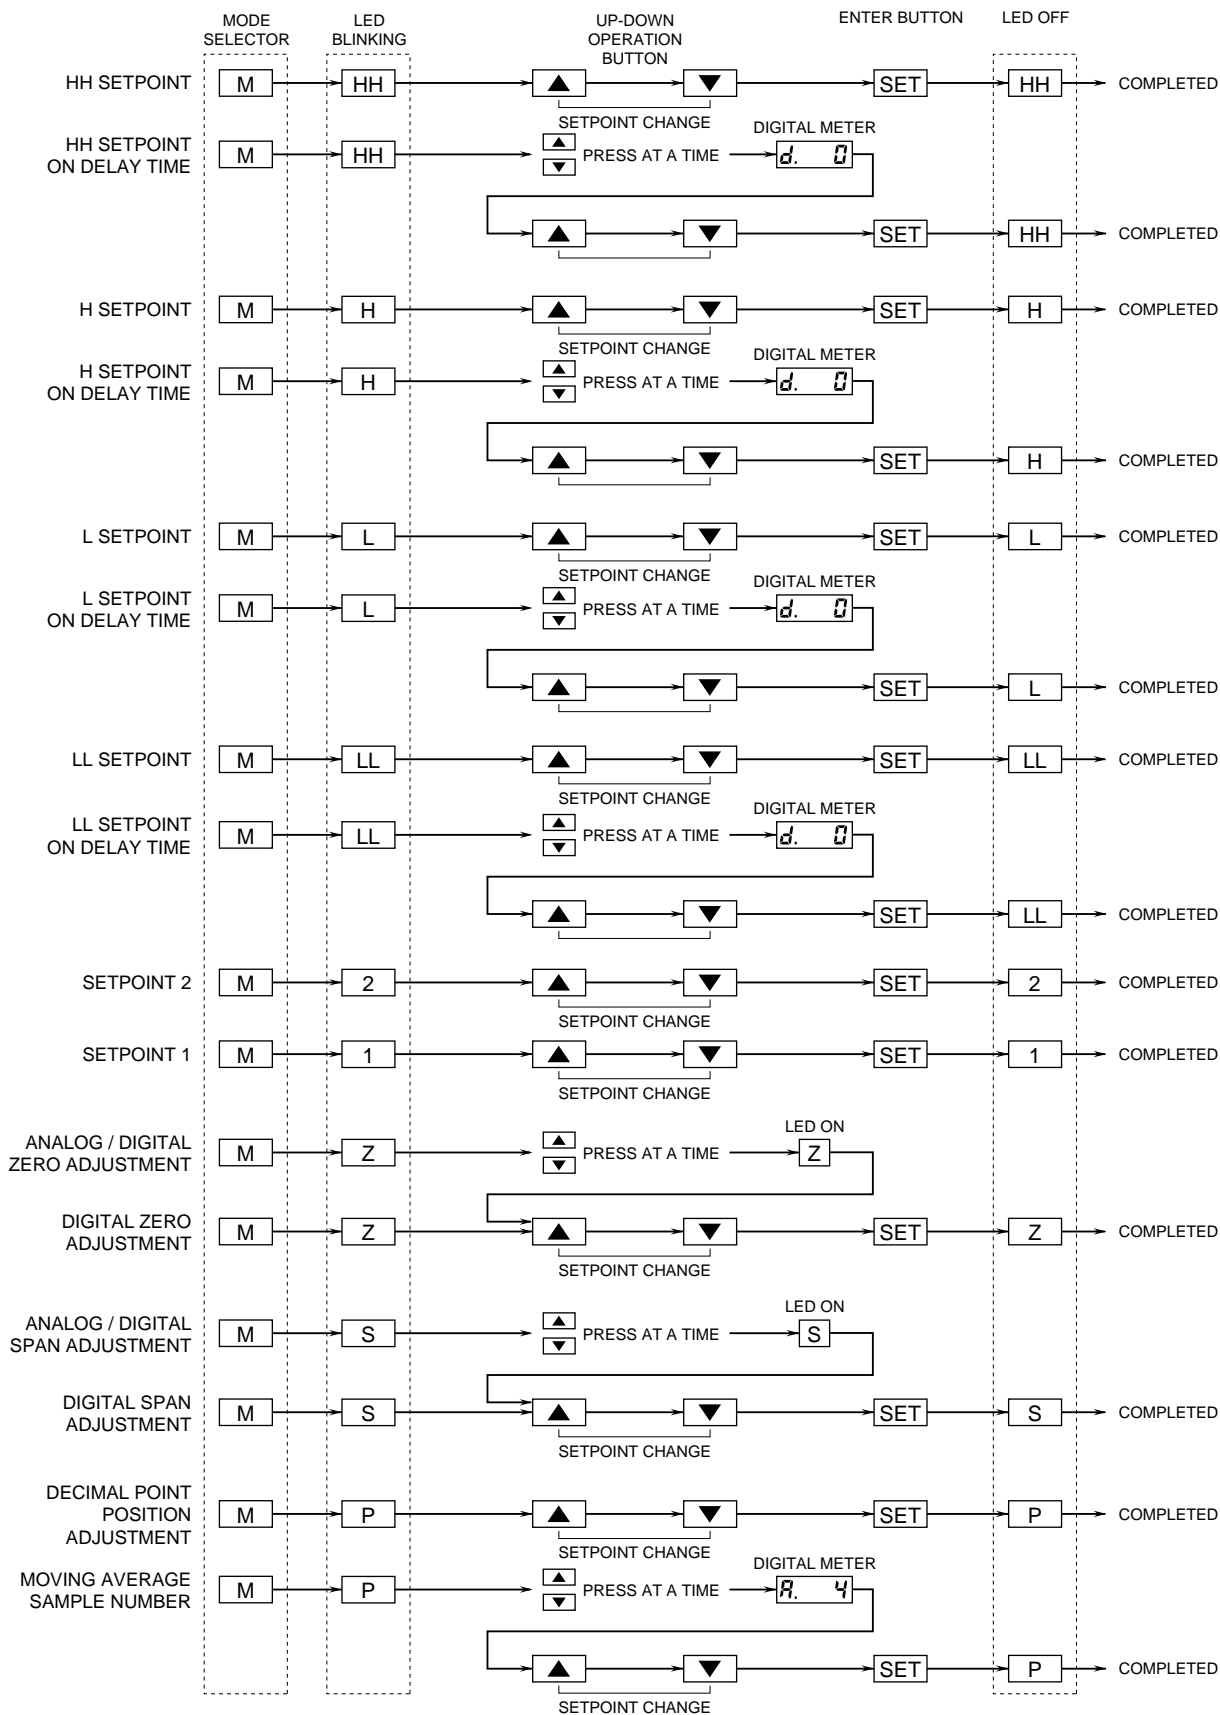 MODE SELECTOR
LED BLINKING
UP-DOWN OPERATION BUTTON
ENTER BUTTON
LED OFF
HH SETPOINT
M
HH
SET
HH
COMPLETED
SETPOINT CHANGE
HH SETPOINT
ON DELAY TIME
M
HH
PRESS AT A TIME
DIGITAL METER
d. 0
SET
HH
COMPLETED
H SETPOINT
M
H
SET
H
COMPLETED
SETPOINT CHANGE
H SETPOINT
ON DELAY TIME
M
H
PRESS AT A TIME
DIGITAL METER
d. 0
SET
H
COMPLETED
L SETPOINT
M
L
SET
L
COMPLETED
SETPOINT CHANGE
L SETPOINT
ON DELAY TIME
M
L
PRESS AT A TIME
DIGITAL METER
d. 0
SET
L
COMPLETED
LL SETPOINT
M
LL
SET
LL
COMPLETED
SETPOINT CHANGE
LL SETPOINT
ON DELAY TIME
M
LL
PRESS AT A TIME
DIGITAL METER
d. 0
SET
LL
COMPLETED
SETPOINT 2
M
2
SET
2
COMPLETED
SETPOINT CHANGE
SETPOINT 1
M
1
SET
1
COMPLETED
SETPOINT CHANGE
ANALOG / DIGITAL
ZERO ADJUSTMENT
M
Z
PRESS AT A TIME
LED ON
Z
DIGITAL ZERO
ADJUSTMENT
M
Z
SET
Z
COMPLETED
SETPOINT CHANGE
ANALOG / DIGITAL
SPAN ADJUSTMENT
M
S
PRESS AT A TIME
LED ON
S
DIGITAL SPAN
ADJUSTMENT
M
S
SET
S
COMPLETED
SETPOINT CHANGE
DECIMAL POINT
POSITION
ADJUSTMENT
M
P
SET
P
COMPLETED
SETPOINT CHANGE
MOVING AVERAGE
SAMPLE NUMBER
M
P
PRESS AT A TIME
DIGITAL METER
A. 4
SET
P
COMPLETED
SETPOINT CHANGE